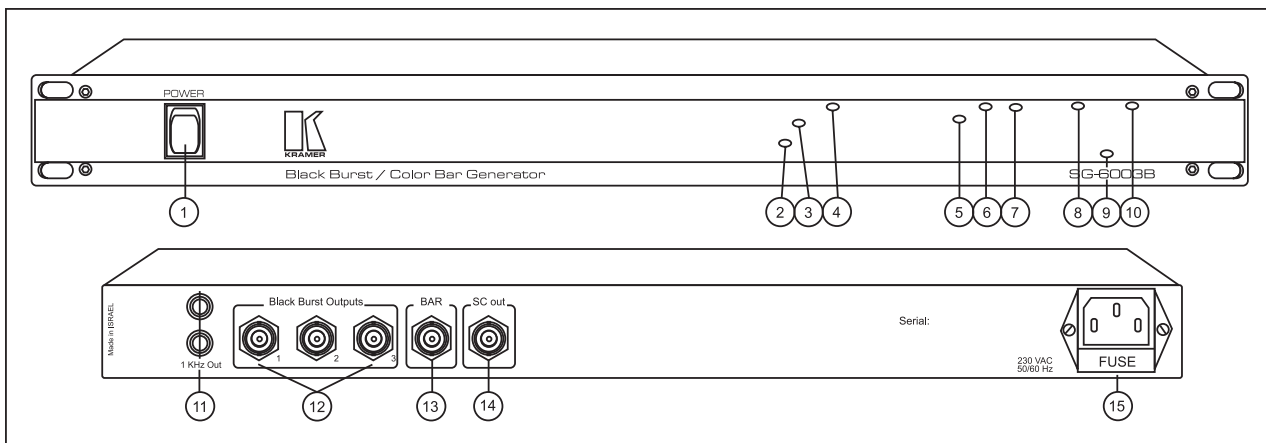 POWER
KRAMER
Black Burst / Color Bar Generator
SG-6003B
1
2
3
4
5
6
7
8
9
10
Made in ISRAEL
1 KHz Out
Black Burst Outputs
1
2
3
BAR
SC out
Serial:
230 VAC
50/60 Hz
FUSE
11
12
13
14
15